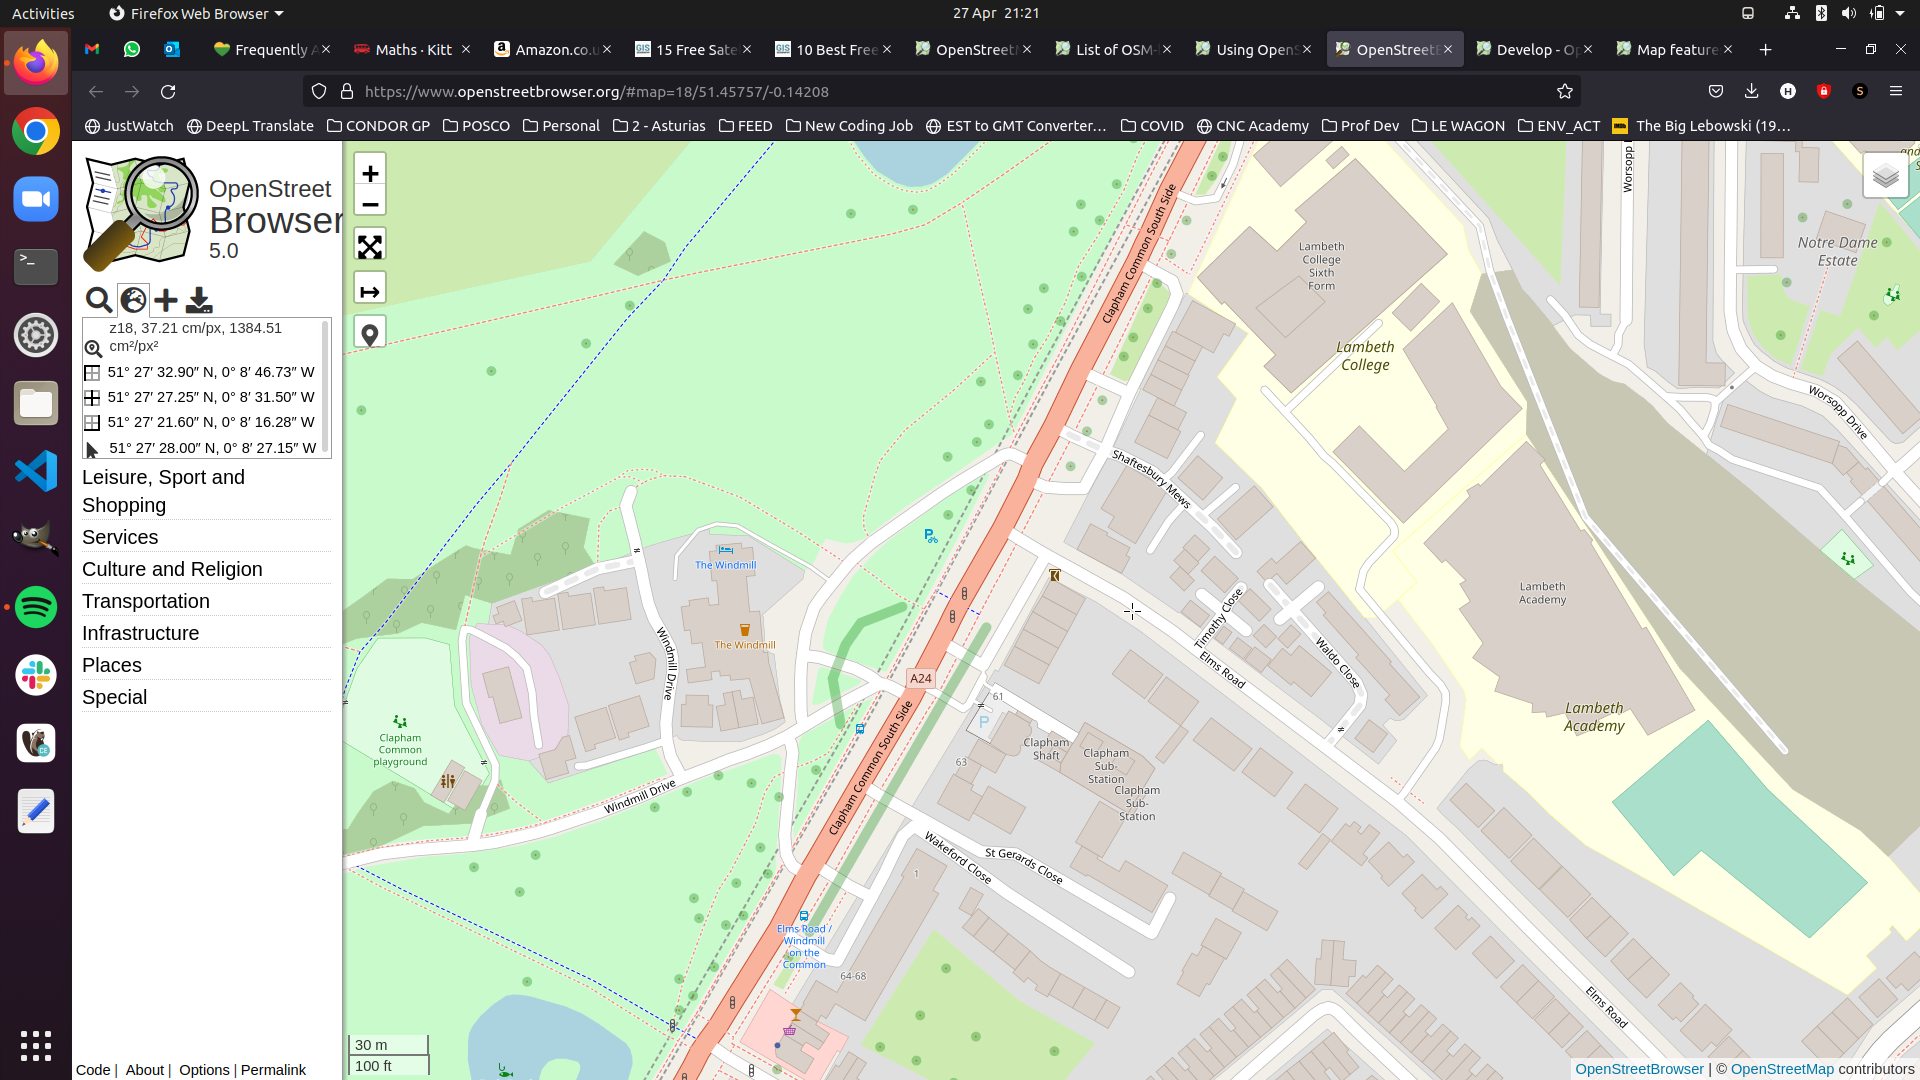 Activities
Firefox Web Browser
27 Apr 21:21
Frequently A
Maths · Kitt
Amazon.co.u
15 Free Sate
10 Best Free
OpenStreetM
List of OSM-
Using OpenS
OpenStreetB
Develop - Op
Map feature
https://www.openstreetbrowser.org/#map=18/51.45757/-0.14208
JustWatch
DeepL Translate
CONDOR GP
POSCO
Personal
2 - Asturias
FEED
New Coding Job
EST to GMT Converter…
COVID
CNC Academy
Prof Dev
LE WAGON
ENV_ACT
The Big Lebowski (19…
OpenStreet
Browser
5.0
z18, 37.21 cm/px, 1384.51
cm²/px²
51° 27′ 32.90″ N, 0° 8′ 46.73″ W
51° 27′ 27.25″ N, 0° 8′ 31.50″ W
51° 27′ 21.60″ N, 0° 8′ 16.28″ W
51° 27′ 28.00″ N, 0° 8′ 27.15″ W
Leisure, Sport and
Shopping
Services
Culture and Religion
Transportation
Infrastructure
Places
Special
Code | About | Options | Permalink
+
−
Clapham Common South Side
Worsopp D
Lambeth
College
Sixth
Form
Lambeth
College
Notre Dame
Estate
Worsopp Drive
Shaftesbury Mews
The Windmill
The Windmill
Windmill Drive
Lambeth
Academy
Timothy Close
Waldo Close
Elms Road
A24
61
P
Lambeth
Academy
Clapham
Common
playground
Clapham
Shaft
Clapham
Sub-
Station
Clapham
Sub-
Station
63
Clapham Common South Side
Windmill Drive
Wakeford Close
St Gerards Close
1
Elms Road /
Windmill
on the
Common
64-68
Elms Road
30 m
100 ft
OpenStreetBrowser | © OpenStreetMap contributors